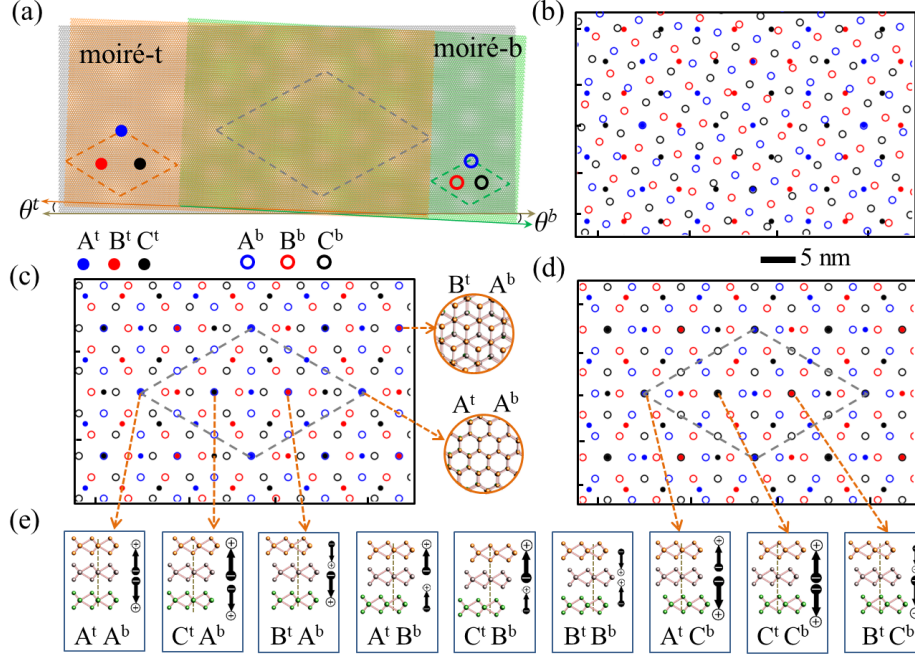 (a)
moiré-t
moiré-b
θᵗ
θᵇ
(b)
Aᵗ Bᵗ Cᵗ
Aᵇ Bᵇ Cᵇ
5 nm
(c)
Bᵗ Aᵇ
Aᵗ Aᵇ
(d)
(e)
Aᵗ Aᵇ
Cᵗ Aᵇ
Bᵗ Aᵇ
Aᵗ Bᵇ
Cᵗ Bᵇ
Bᵗ Bᵇ
Aᵗ Cᵇ
Cᵗ Cᵇ
Bᵗ Cᵇ